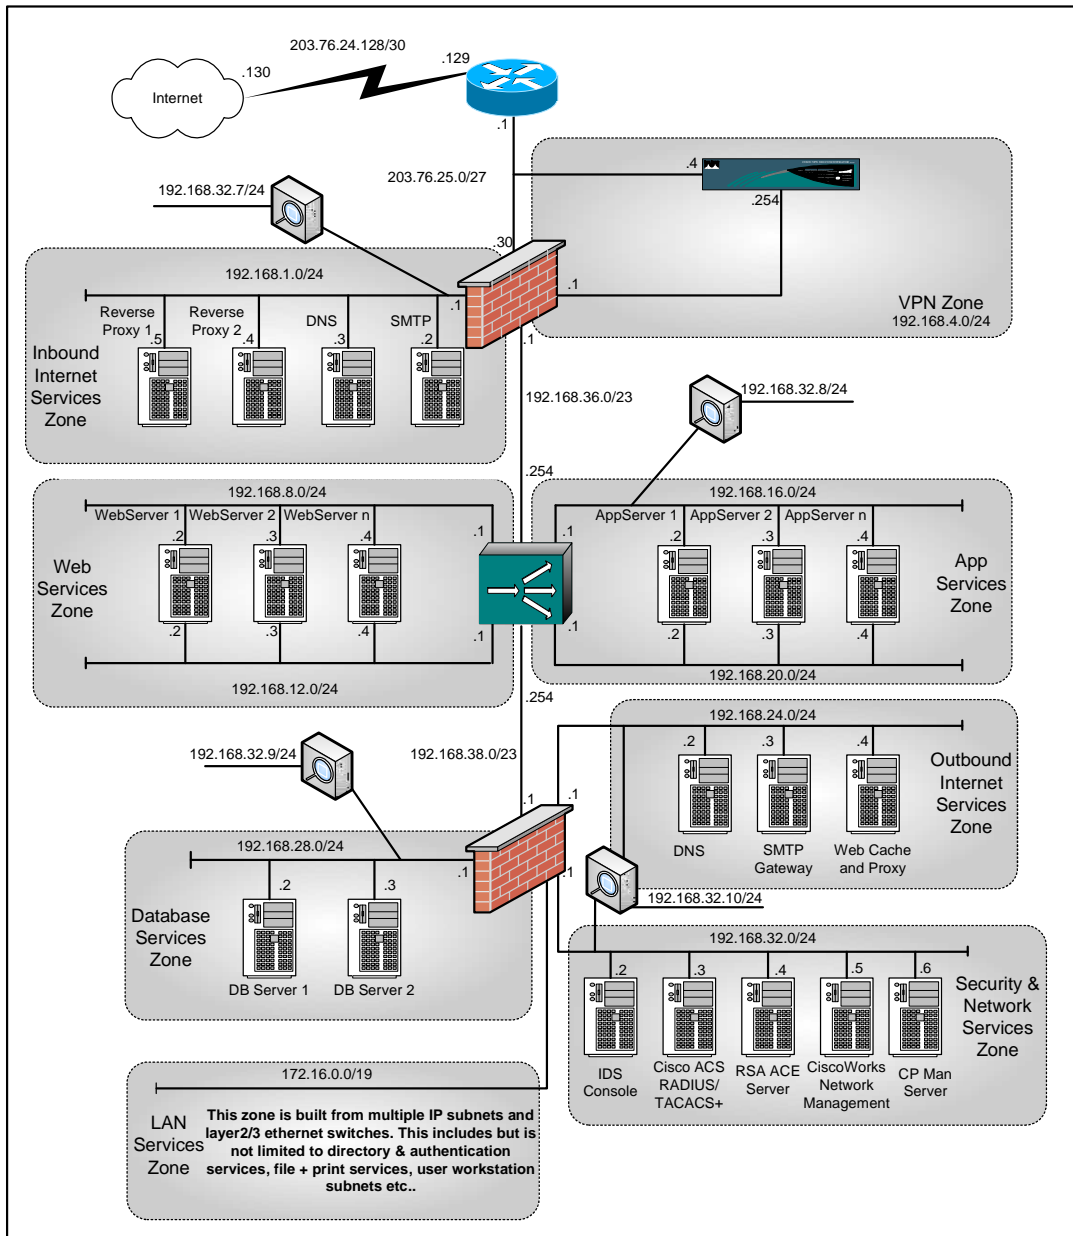 203.76.24.128/30
.130
.129
Internet
.1
203.76.25.0/27
.4
.254
192.168.32.7/24
.30
.1
VPN Zone
192.168.4.0/24
192.168.1.0/24
.1
Reverse
Proxy 1
Reverse
Proxy 2
DNS
SMTP
.5
.4
.3
.2
Inbound
Internet
Services
Zone
.1
192.168.36.0/23
192.168.32.8/24
.254
192.168.8.0/24
WebServer 1
WebServer 2
WebServer n
.1
.2
.3
.4
Web
Services
Zone
.2
.3
.4
.1
192.168.12.0/24
192.168.16.0/24
AppServer 1
AppServer 2
AppServer n
.1
.2
.3
.4
App
Services
Zone
.1
.2
.3
.4
192.168.20.0/24
.254
192.168.38.0/23
192.168.32.9/24
192.168.24.0/24
.2
.3
.4
Outbound
Internet
Services
Zone
DNS
SMTP
Gateway
Web Cache
and Proxy
.1
.1
.1
.1
192.168.28.0/24
.2
.3
Database
Services
Zone
DB Server 1
DB Server 2
192.168.32.10/24
192.168.32.0/24
.2
.3
.4
.5
.6
Security &
Network
Services
Zone
IDS
Console
Cisco ACS
RADIUS/
TACACS+
RSA ACE
Server
CiscoWorks
Network
Management
CP Man
Server
172.16.0.0/19
LAN
Services
Zone
This zone is built from multiple IP subnets and
layer2/3 ethernet switches. This includes but is
not limited to directory & authentication
services, file + print services, user workstation
subnets etc..